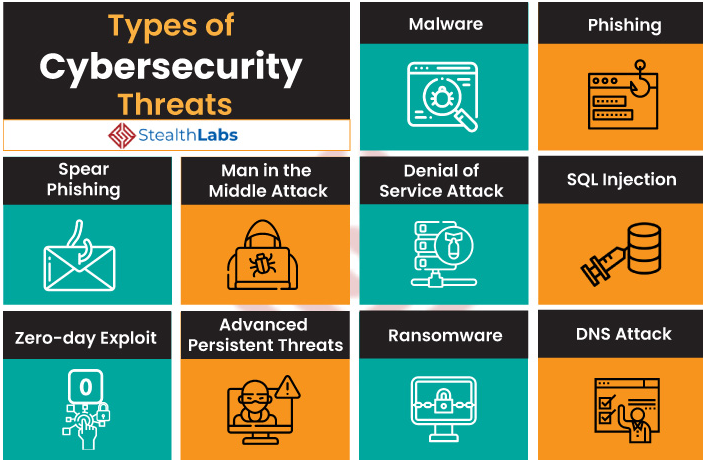 Types of
Cybersecurity
Threats
StealthLabs
Malware
Phishing
Spear
Phishing
Man in the
Middle Attack
Denial of
Service Attack
SQL Injection
Zero-day Exploit
0
Advanced
Persistent Threats
Ransomware
DNS Attack